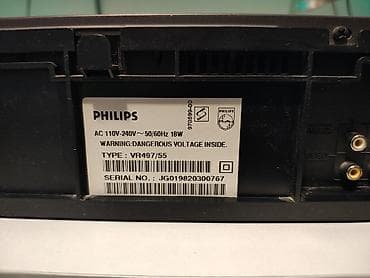 PHILIPS
AC 110V-240V~50/60Hz 18W
WARNING:DANGEROUS VOLTAGE INSIDE.
TYPE : VR497/55
SERIAL NO. : JG019820300767